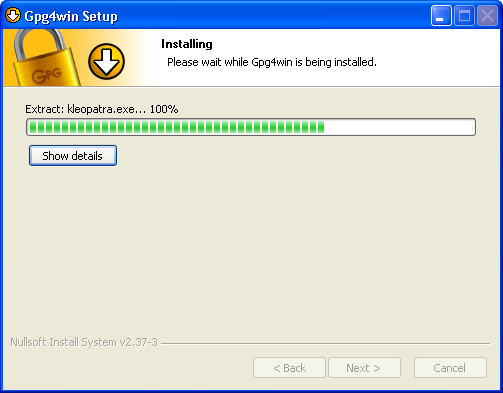 Gpg4win Setup
GPG
Installing
Please wait while Gpg4win is being installed.
Extract: kleopatra.exe... 100%
Show details
Nullsoft Install System v2.37-3
< Back
Next >
Cancel